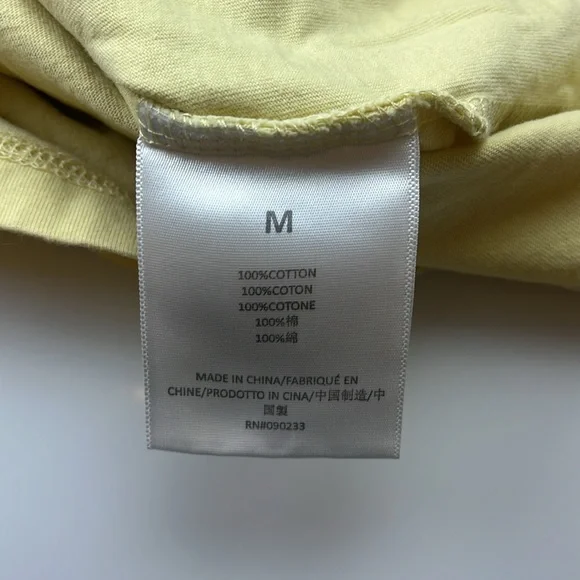 M
100%COTTON
100%COTON
100%COTONE
100%棉
100%綿
MADE IN CHINA/FABRIQUÉ EN
CHINE/PRODOTTO IN CINA/中国制造/中
国製
RN#090233